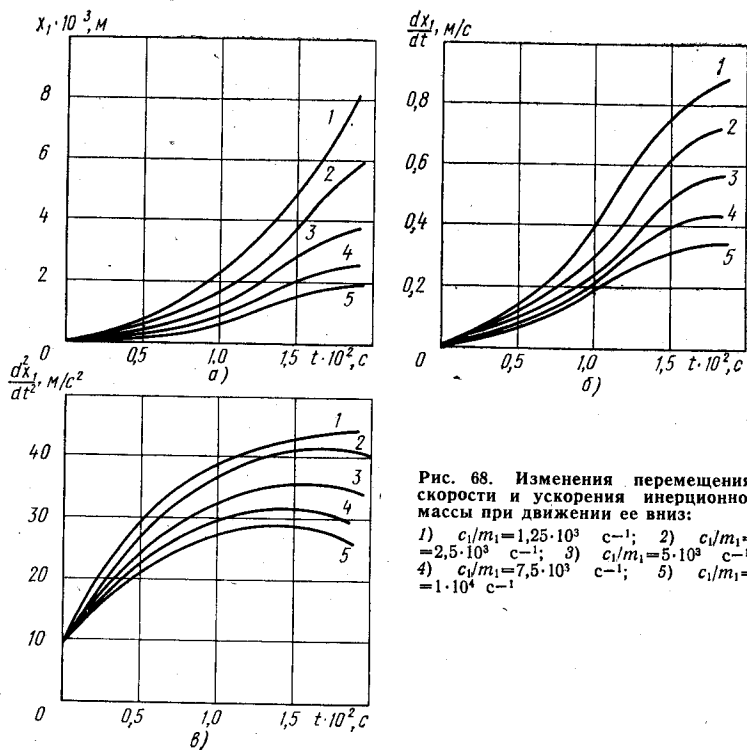 x₁·10³, м
8
6
4
2
0
0,5
1,0
1,5
t·10², с
1
2
3
4
5
а)
dx₁/dt, м/с
0,8
0,6
0,4
0,2
0
0,5
1,0
1,5
t·10², с
1
2
3
4
5
б)
d²x₁/dt², м/с²
40
30
20
10
0
0,5
1,0
1,5
t·10², с
1
2
3
4
5
в)
Рис. 68. Изменения перемещения
скорости и ускорения инерционно
массы при движении ее вниз:
1) c₁/m₁=1,25·10³ с⁻¹; 2) c₁/m₁=
=2,5·10³ с⁻¹; 3) c₁/m₁=5·10³ с⁻¹
4) c₁/m₁=7,5·10³ с⁻¹; 5) c₁/m₁=
=1·10⁴ с⁻¹